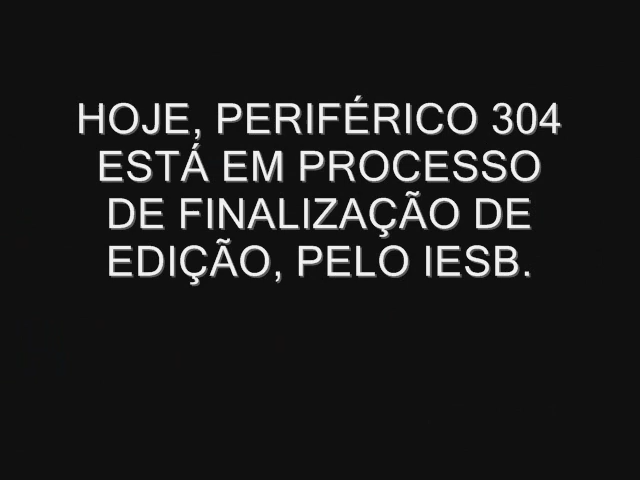 HOJE, PERIFÉRICO 304
ESTÁ EM PROCESSO
DE FINALIZAÇÃO DE
EDIÇÃO, PELO IESB.